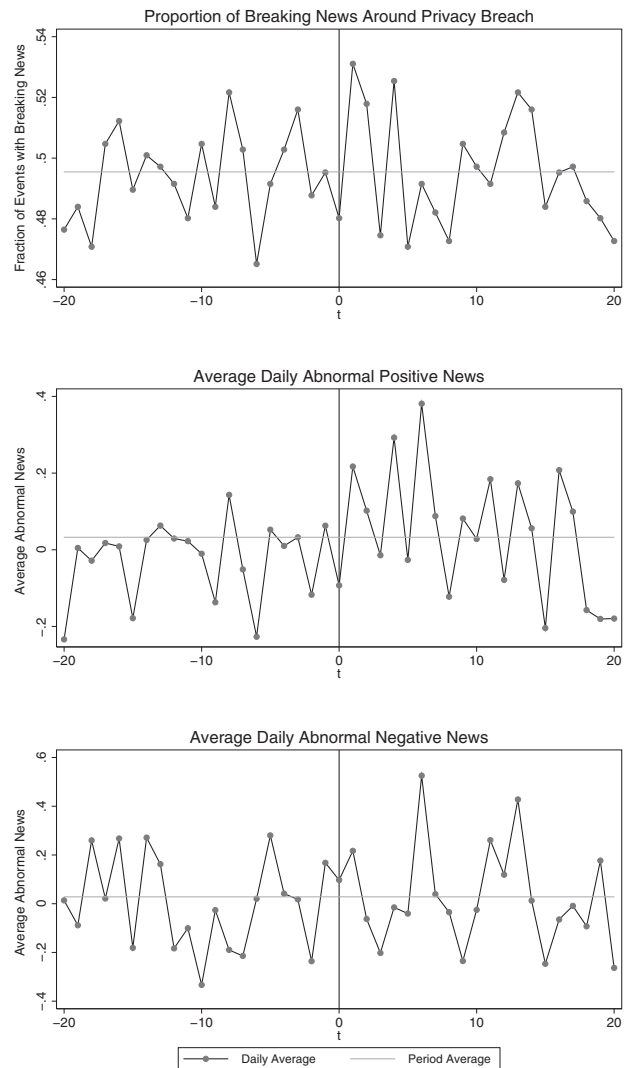 Proportion of Breaking News Around Privacy Breach
Fraction of Events with Breaking News
.54
.52
.5
.48
.46
−20
−10
0
10
20
t
Average Daily Abnormal Positive News
Average Abnormal News
.4
.2
0
−.2
−20
−10
0
10
20
t
Average Daily Abnormal Negative News
Average Abnormal News
.6
.4
.2
0
−.2
−.4
−20
−10
0
10
20
t
Daily Average
Period Average